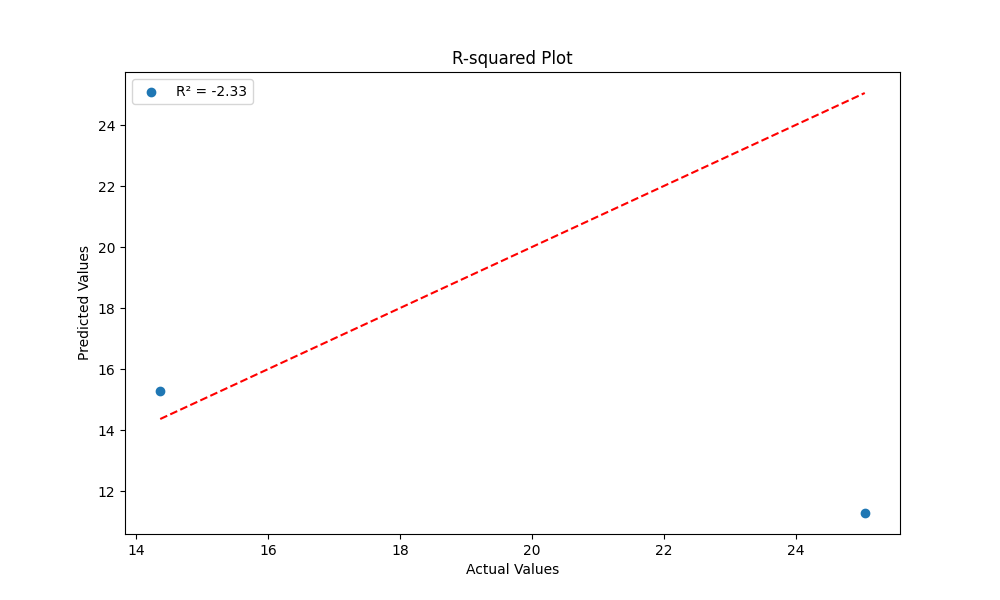 R-squared Plot
R² = -2.33
24
22
20
18
16
14
12
Predicted Values
14 16 18 20 22 24
Actual Values